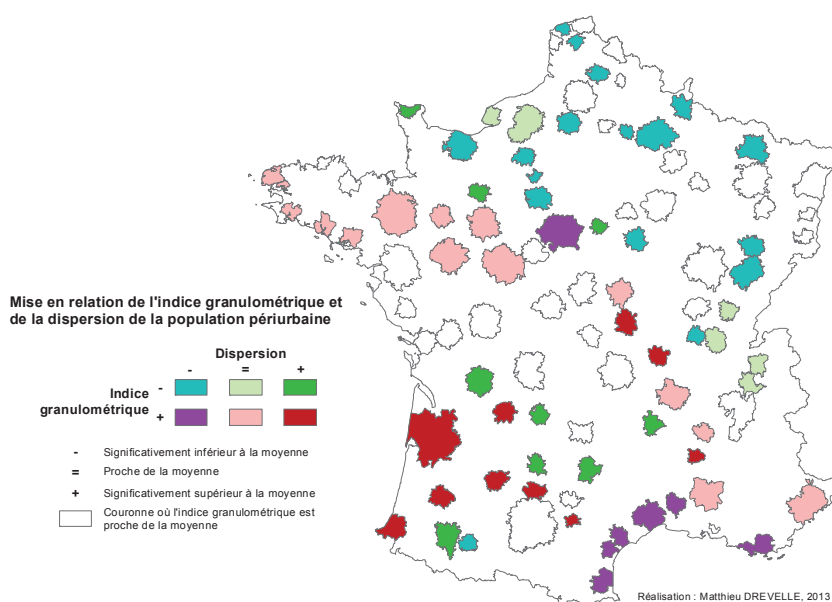 Mise en relation de l'indice granulométrique et
de la dispersion de la population périurbaine
Dispersion
- = +
Indice
granulométrique
-
+
- Significativement inférieur à la moyenne
= Proche de la moyenne
+ Significativement supérieur à la moyenne
Couronne où l'indice granulométrique est
proche de la moyenne
Réalisation : Matthieu DREVELLE, 2013